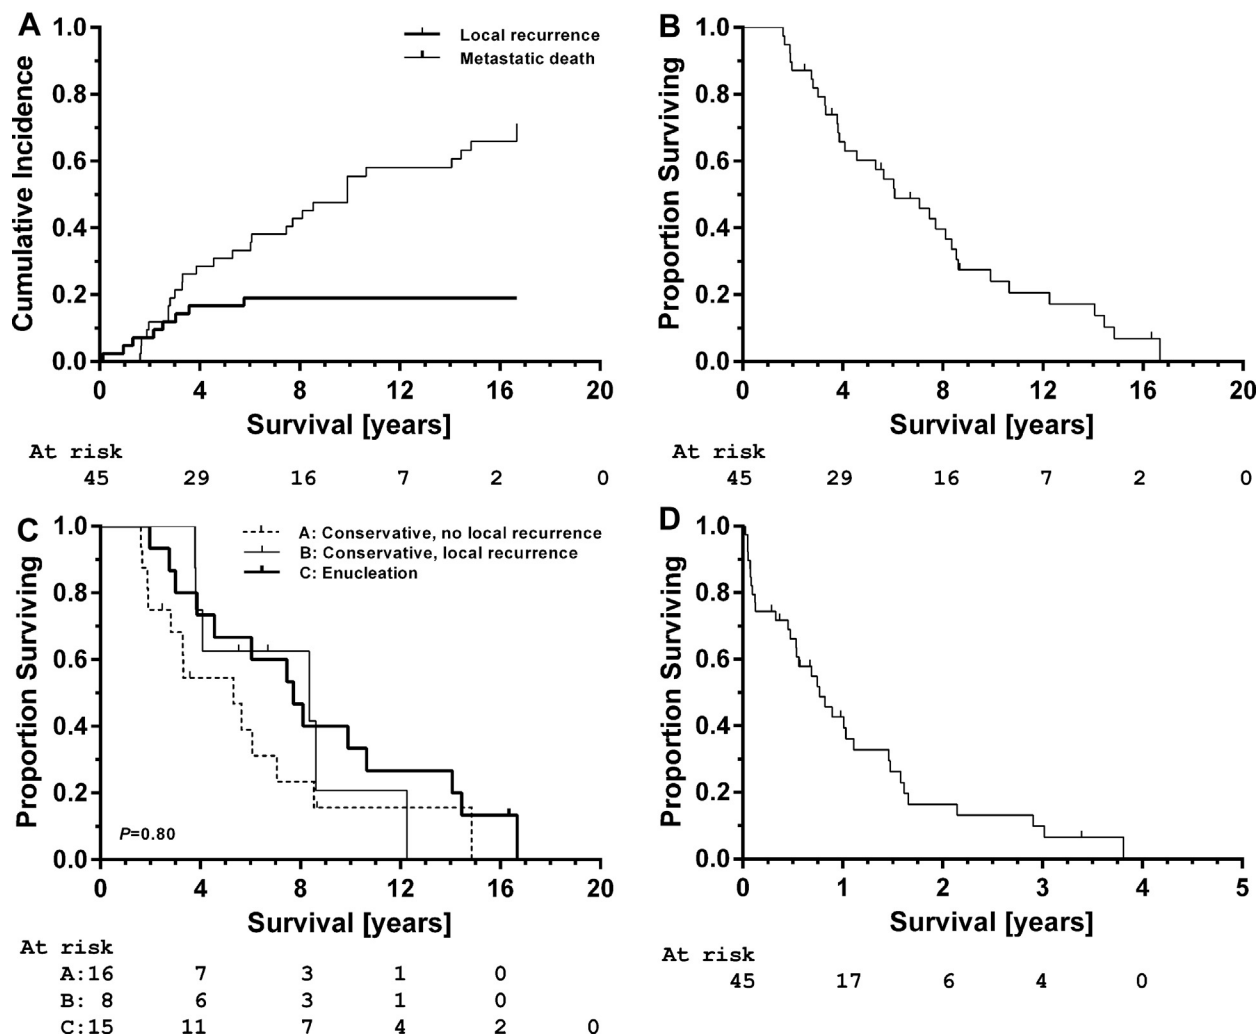 A
1.0
0.8
0.6
0.4
0.2
0.0
Cumulative Incidence
Local recurrence
Metastatic death
0 4 8 12 16 20
Survival [years]
At risk
45 29 16 7 2 0
B
1.0
0.8
0.6
0.4
0.2
0.0
Proportion Surviving
0 4 8 12 16 20
Survival [years]
At risk
45 29 16 7 2 0
C
1.0
0.8
0.6
0.4
0.2
0.0
Proportion Surviving
A: Conservative, no local recurrence
B: Conservative, local recurrence
C: Enucleation
P=0.80
0 4 8 12 16 20
Survival [years]
At risk
A:16 7 3 1 0
B: 8 6 3 1 0
C:15 11 7 4 2 0
D
1.0
0.8
0.6
0.4
0.2
0.0
Proportion Surviving
0 1 2 3 4 5
Survival [years]
At risk
45 17 6 4 0